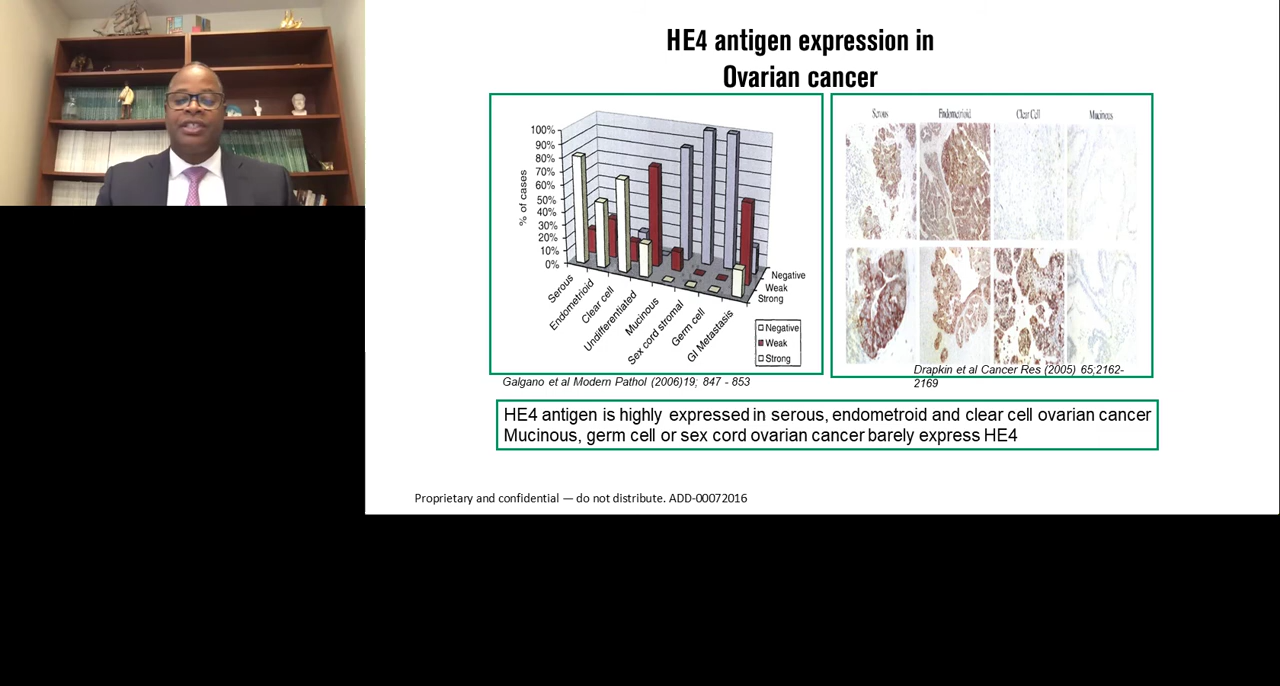 HE4 antigen expression in
Ovarian cancer
100%
90%
80%
70%
60%
50%
40%
30%
20%
10%
0%
% of cases
Serous
Endometrioid
Clear cell
Undifferentiated
Mucinous
Sex cord stromal
Germ cell
GI Metastasis
Negative
Weak
Strong
Negative
Weak
Strong
Galgano et al Modern Pathol (2006)19; 847 - 853
Serous Endometrioid Clear Cell Mucinous
Drapkin et al Cancer Res (2005) 65;2162-
2169
HE4 antigen is highly expressed in serous, endometroid and clear cell ovarian cancer
Mucinous, germ cell or sex cord ovarian cancer barely express HE4
Proprietary and confidential — do not distribute. ADD-00072016